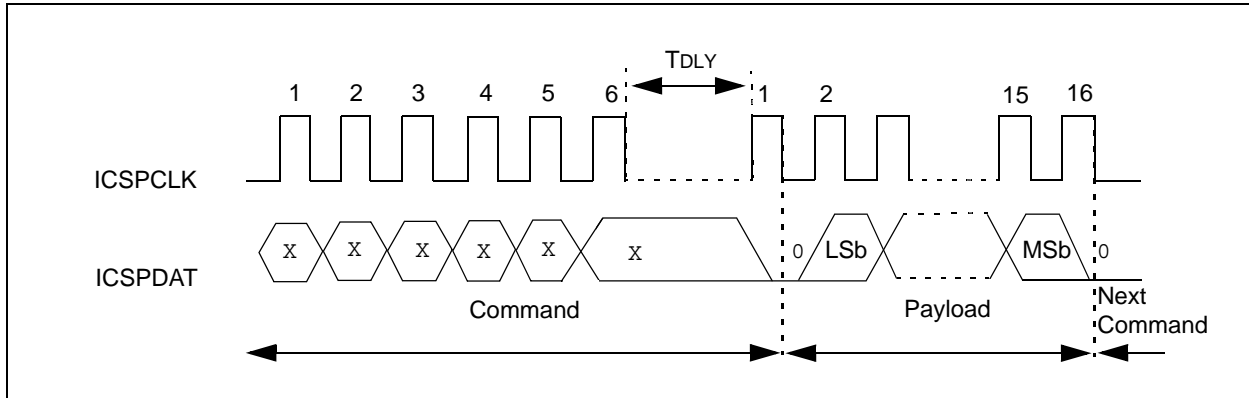 TDLY
1 2 3 4 5 6 1 2 15 16
ICSPCLK
X X X X X X 0 LSb MSb 0
ICSPDAT
Command Payload Next
Command